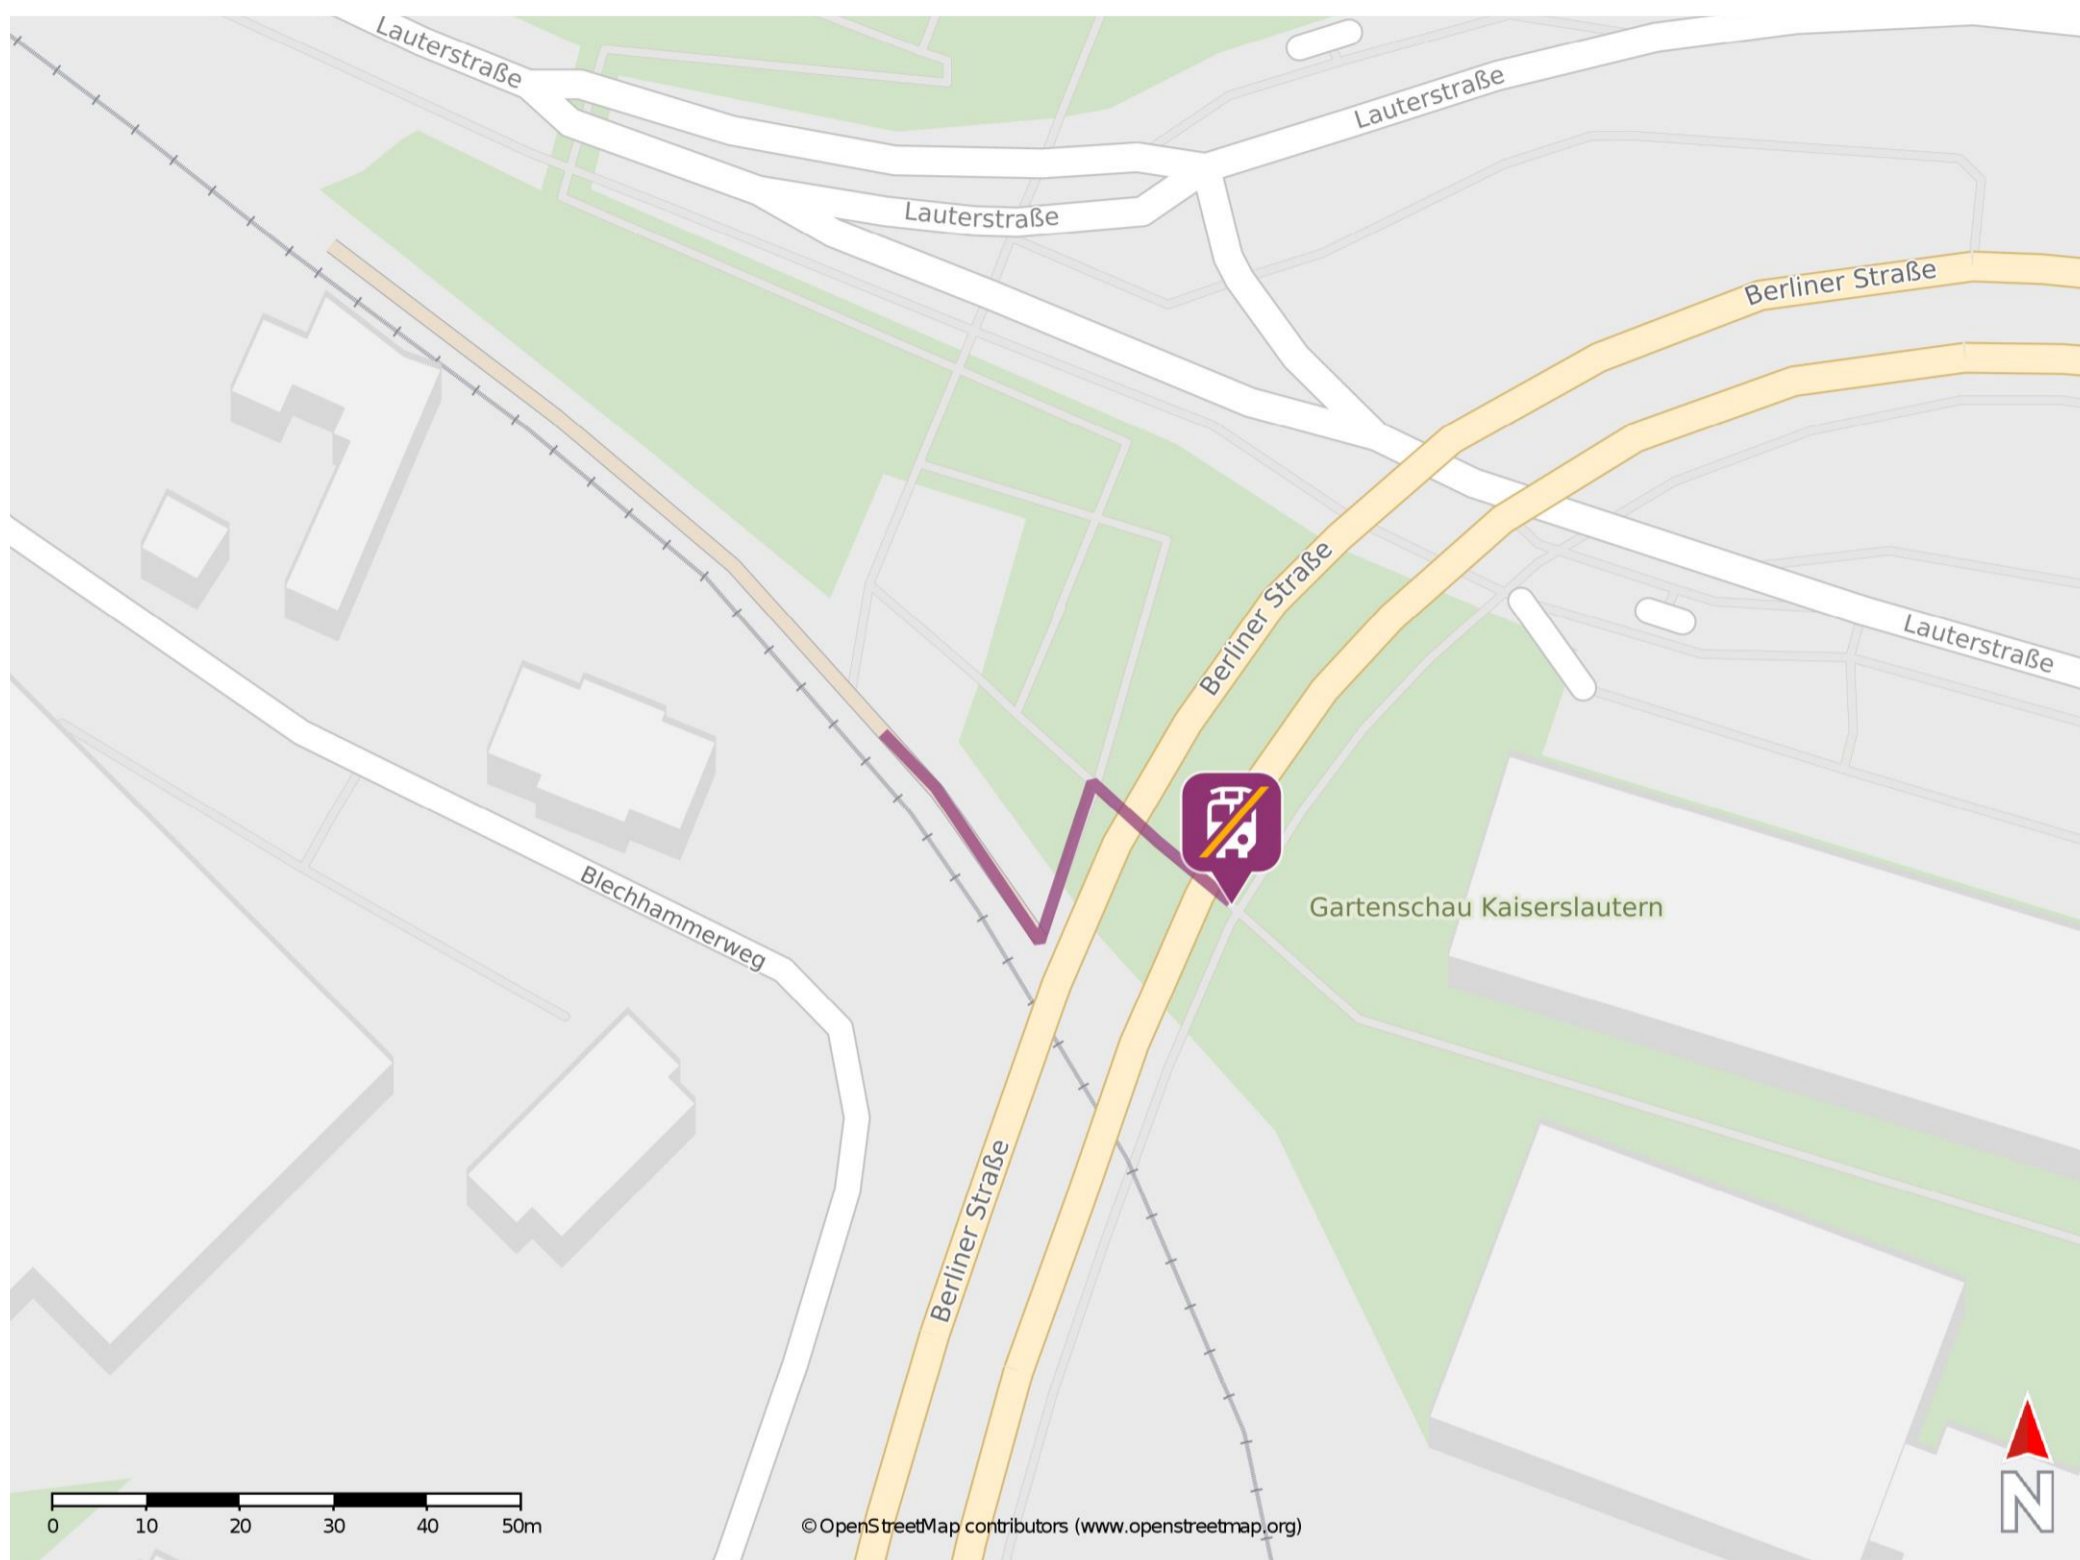 Lauterstraße
Lauterstraße
Lauterstraße
Berliner Straße
Berliner Straße
Lauterstraße
Blechhammerweg
Gartenschau Kaiserslautern
Berliner Straße
0 10 20 30 40 50m
© OpenStreetMap contributors (www.openstreetmap.org)
N